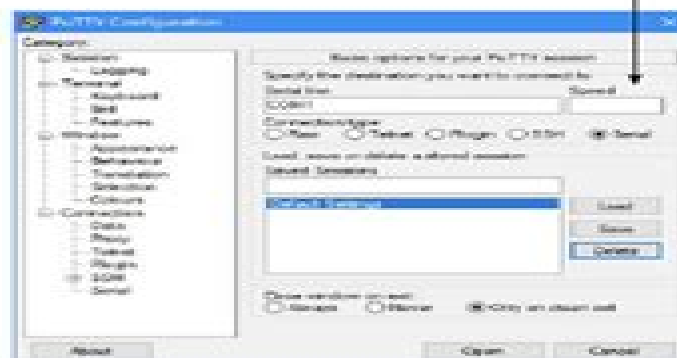 PuTTY Configuration
Category:
Session
Logging
Terminal
Keyboard
Bell
Features
Window
Appearance
Behaviour
Translation
Selection
Colours
Connection
Data
Proxy
Telnet
Rlogin
SSH
Serial
Basic options for your PuTTY session
Specify the destination you want to connect to
Serial line
Speed
COM1
Connection type:
Raw Telnet Rlogin SSH Serial
Load, save or delete a stored session
Saved Sessions
Default Settings
Load
Save
Delete
Close window on exit:
Always Never Only on clean exit
About
Open
Cancel